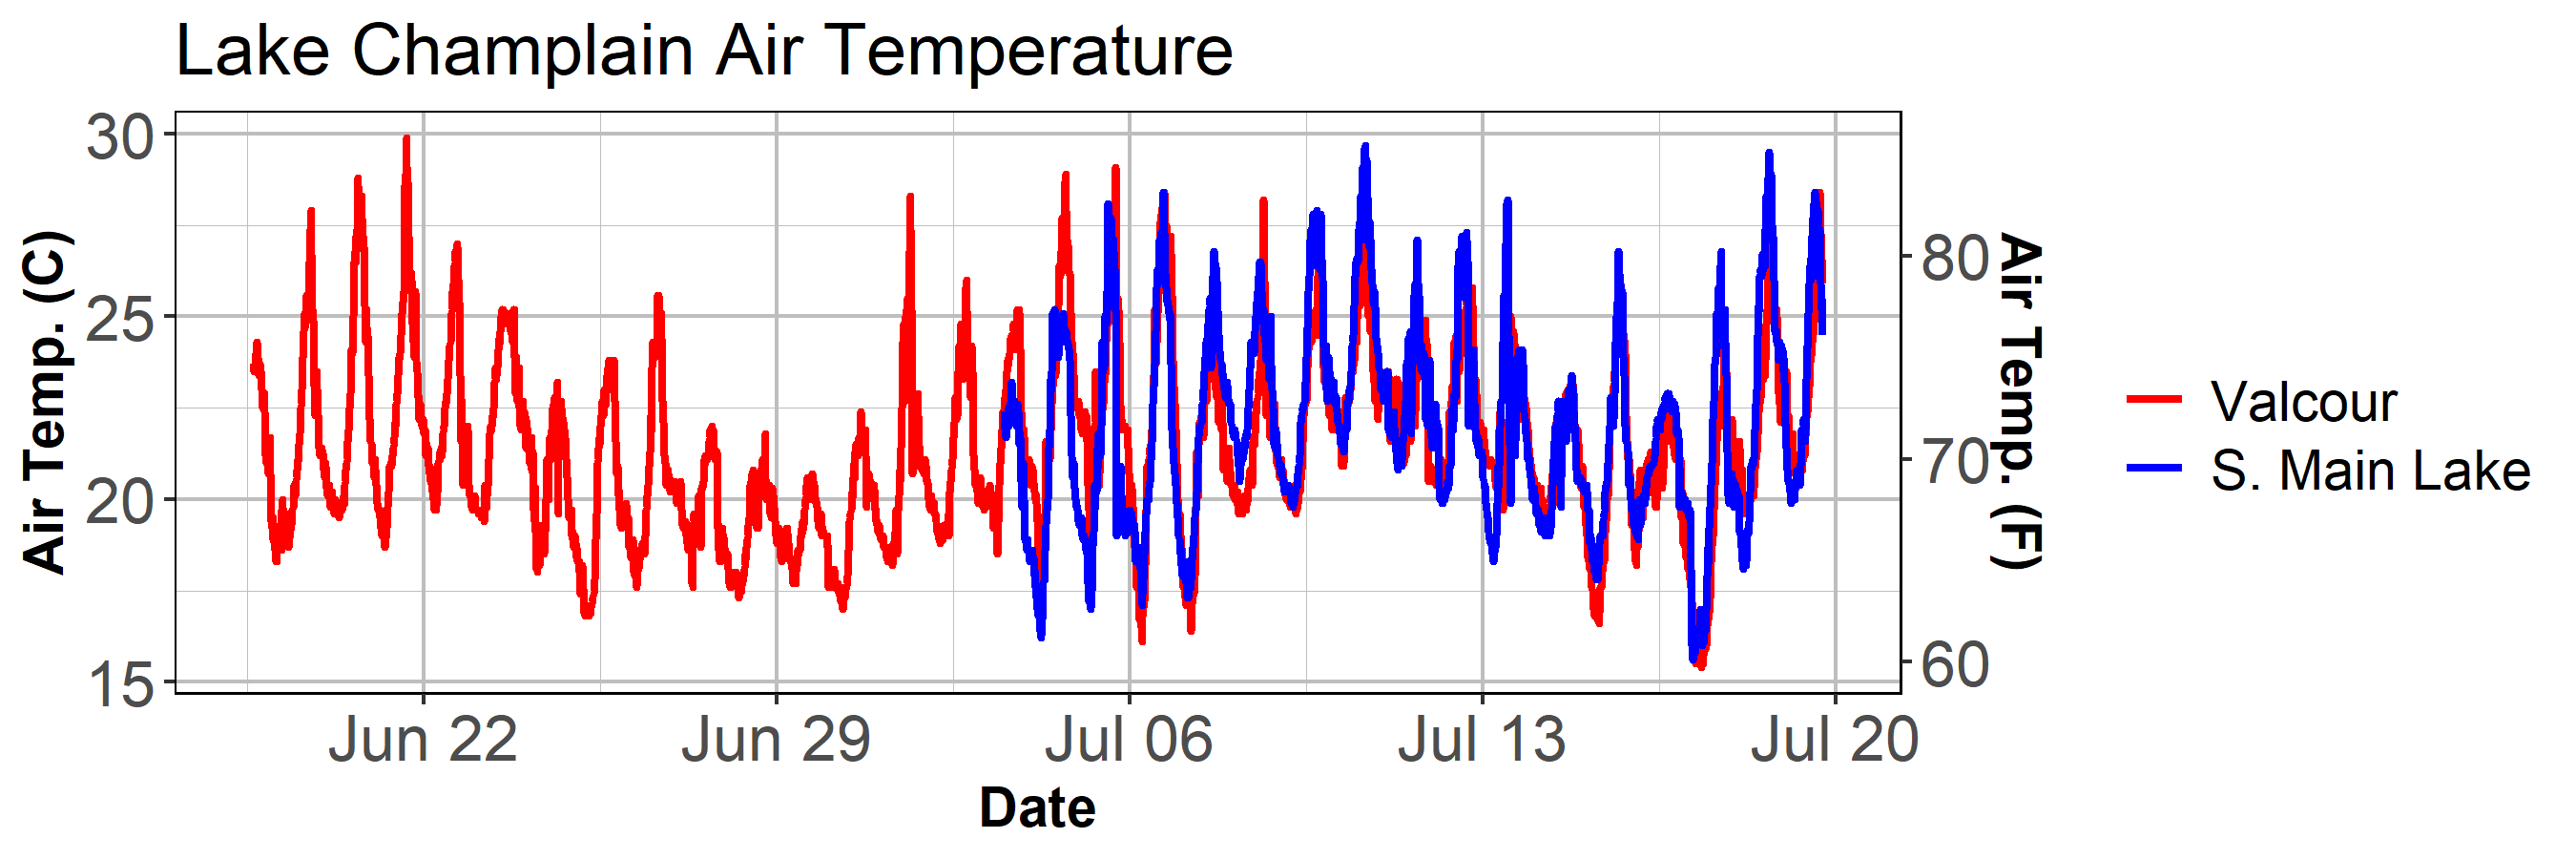 Lake Champlain Air Temperature
Air Temp. (C)
30
25
20
15
Jun 22
Jun 29
Jul 06
Jul 13
Jul 20
Date
80
70
60
Air Temp. (F)
Valcour
S. Main Lake